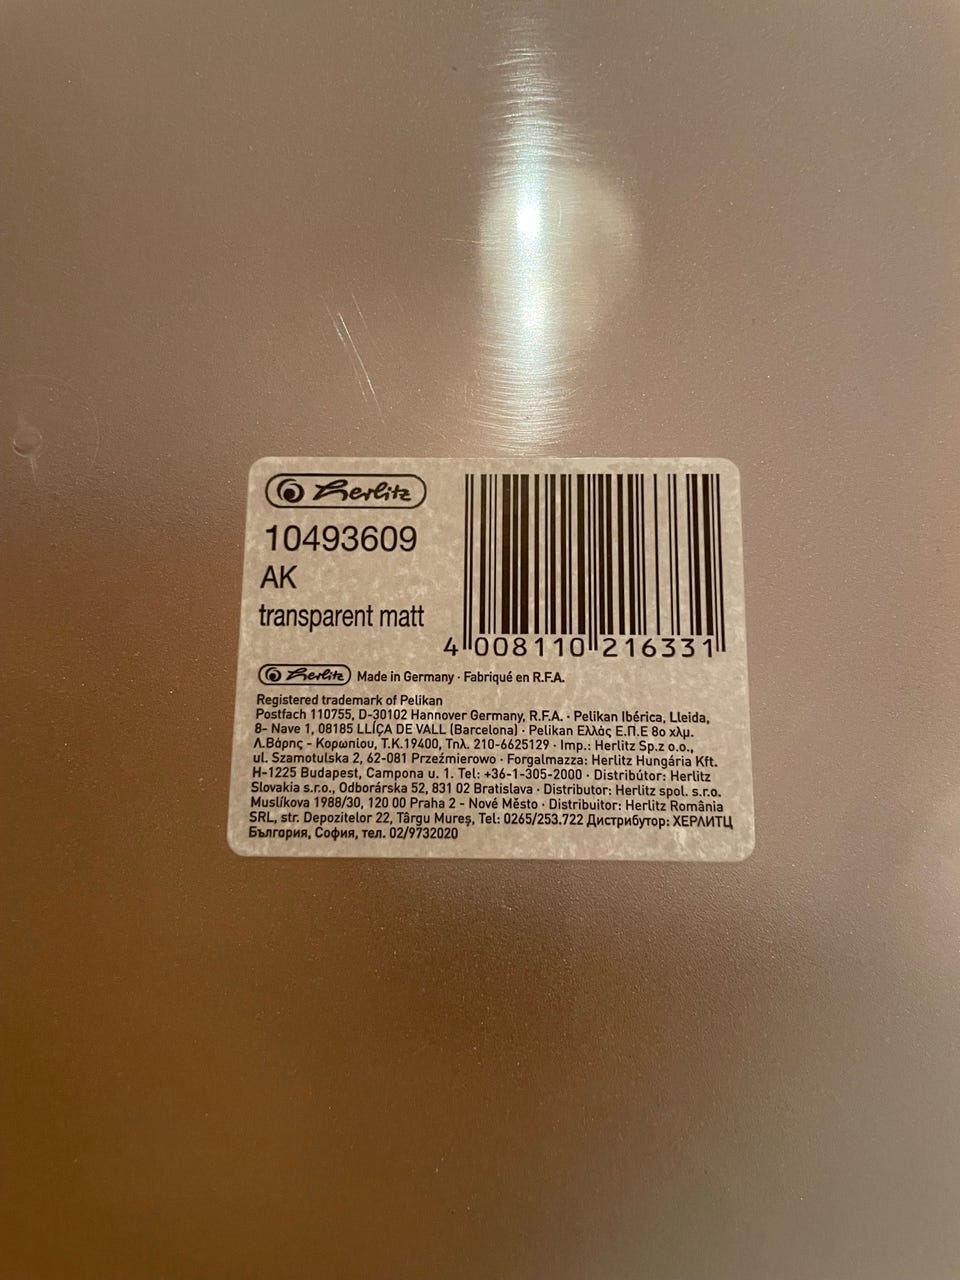 Herlitz
10493609
AK
transparent matt
4 008110 216331
Herlitz Made in Germany · Fabriqué en R.F.A.
Registered trademark of Pelikan
Postfach 110755, D-30102 Hannover Germany, R.F.A. · Pelikan Ibérica, Lleida,
8- Nave 1, 08185 LLIÇA DE VALL (Barcelona) · Pelikan Ελλάς Ε.Π.Ε 8ο χλμ.
Λ.Βάρης - Κορωπίου, Τ.Κ.19400, Τηλ. 210-6625129 · Imp.: Herlitz Sp.z o.o.,
ul. Szamotulska 2, 62-081 Przeźmierowo · Forgalmazza: Herlitz Hungária Kft.
H-1225 Budapest, Campona u. 1. Tel: +36-1-305-2000 · Distribútor: Herlitz
Slovakia s.r.o., Odborárska 52, 831 02 Bratislava · Distributor: Herlitz spol. s.r.o.
Muslíkova 1988/30, 120 00 Praha 2 - Nové Město · Distribuitor: Herlitz România
SRL, str. Depozitelor 22, Târgu Mureş, Tel: 0265/253.722 Дистрибутор: ХЕРЛИТЦ
България, София, тел. 02/9732020